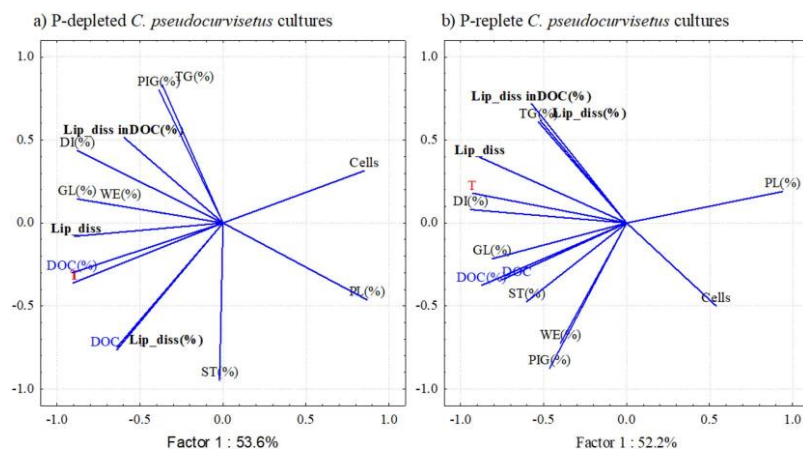 a) P-depleted C. pseudocurvisetus cultures
b) P-replete C. pseudocurvisetus cultures
1.0
TG(%)
PIG(%)
Lip_diss inDOC(%)
0.5
DI(%)
Cells
GL(%)
WE(%)
0.0
Lip_diss
DOC(%)
T
PL(%)
-0.5
DOC
Lip_diss(%)
ST(%)
-1.0
-1.0
-0.5
0.0
0.5
1.0
Factor 1 : 53.6%
1.0
Lip_diss inDOC(%)
TG(%)
Lip_diss(%)
0.5
Lip_diss
T
PL(%)
DI(%)
0.0
GL(%)
DOC(%)
DOC
ST(%)
Cells
-0.5
WE(%)
PIG(%)
-1.0
-1.0
-0.5
0.0
0.5
1.0
Factor 1 : 52.2%